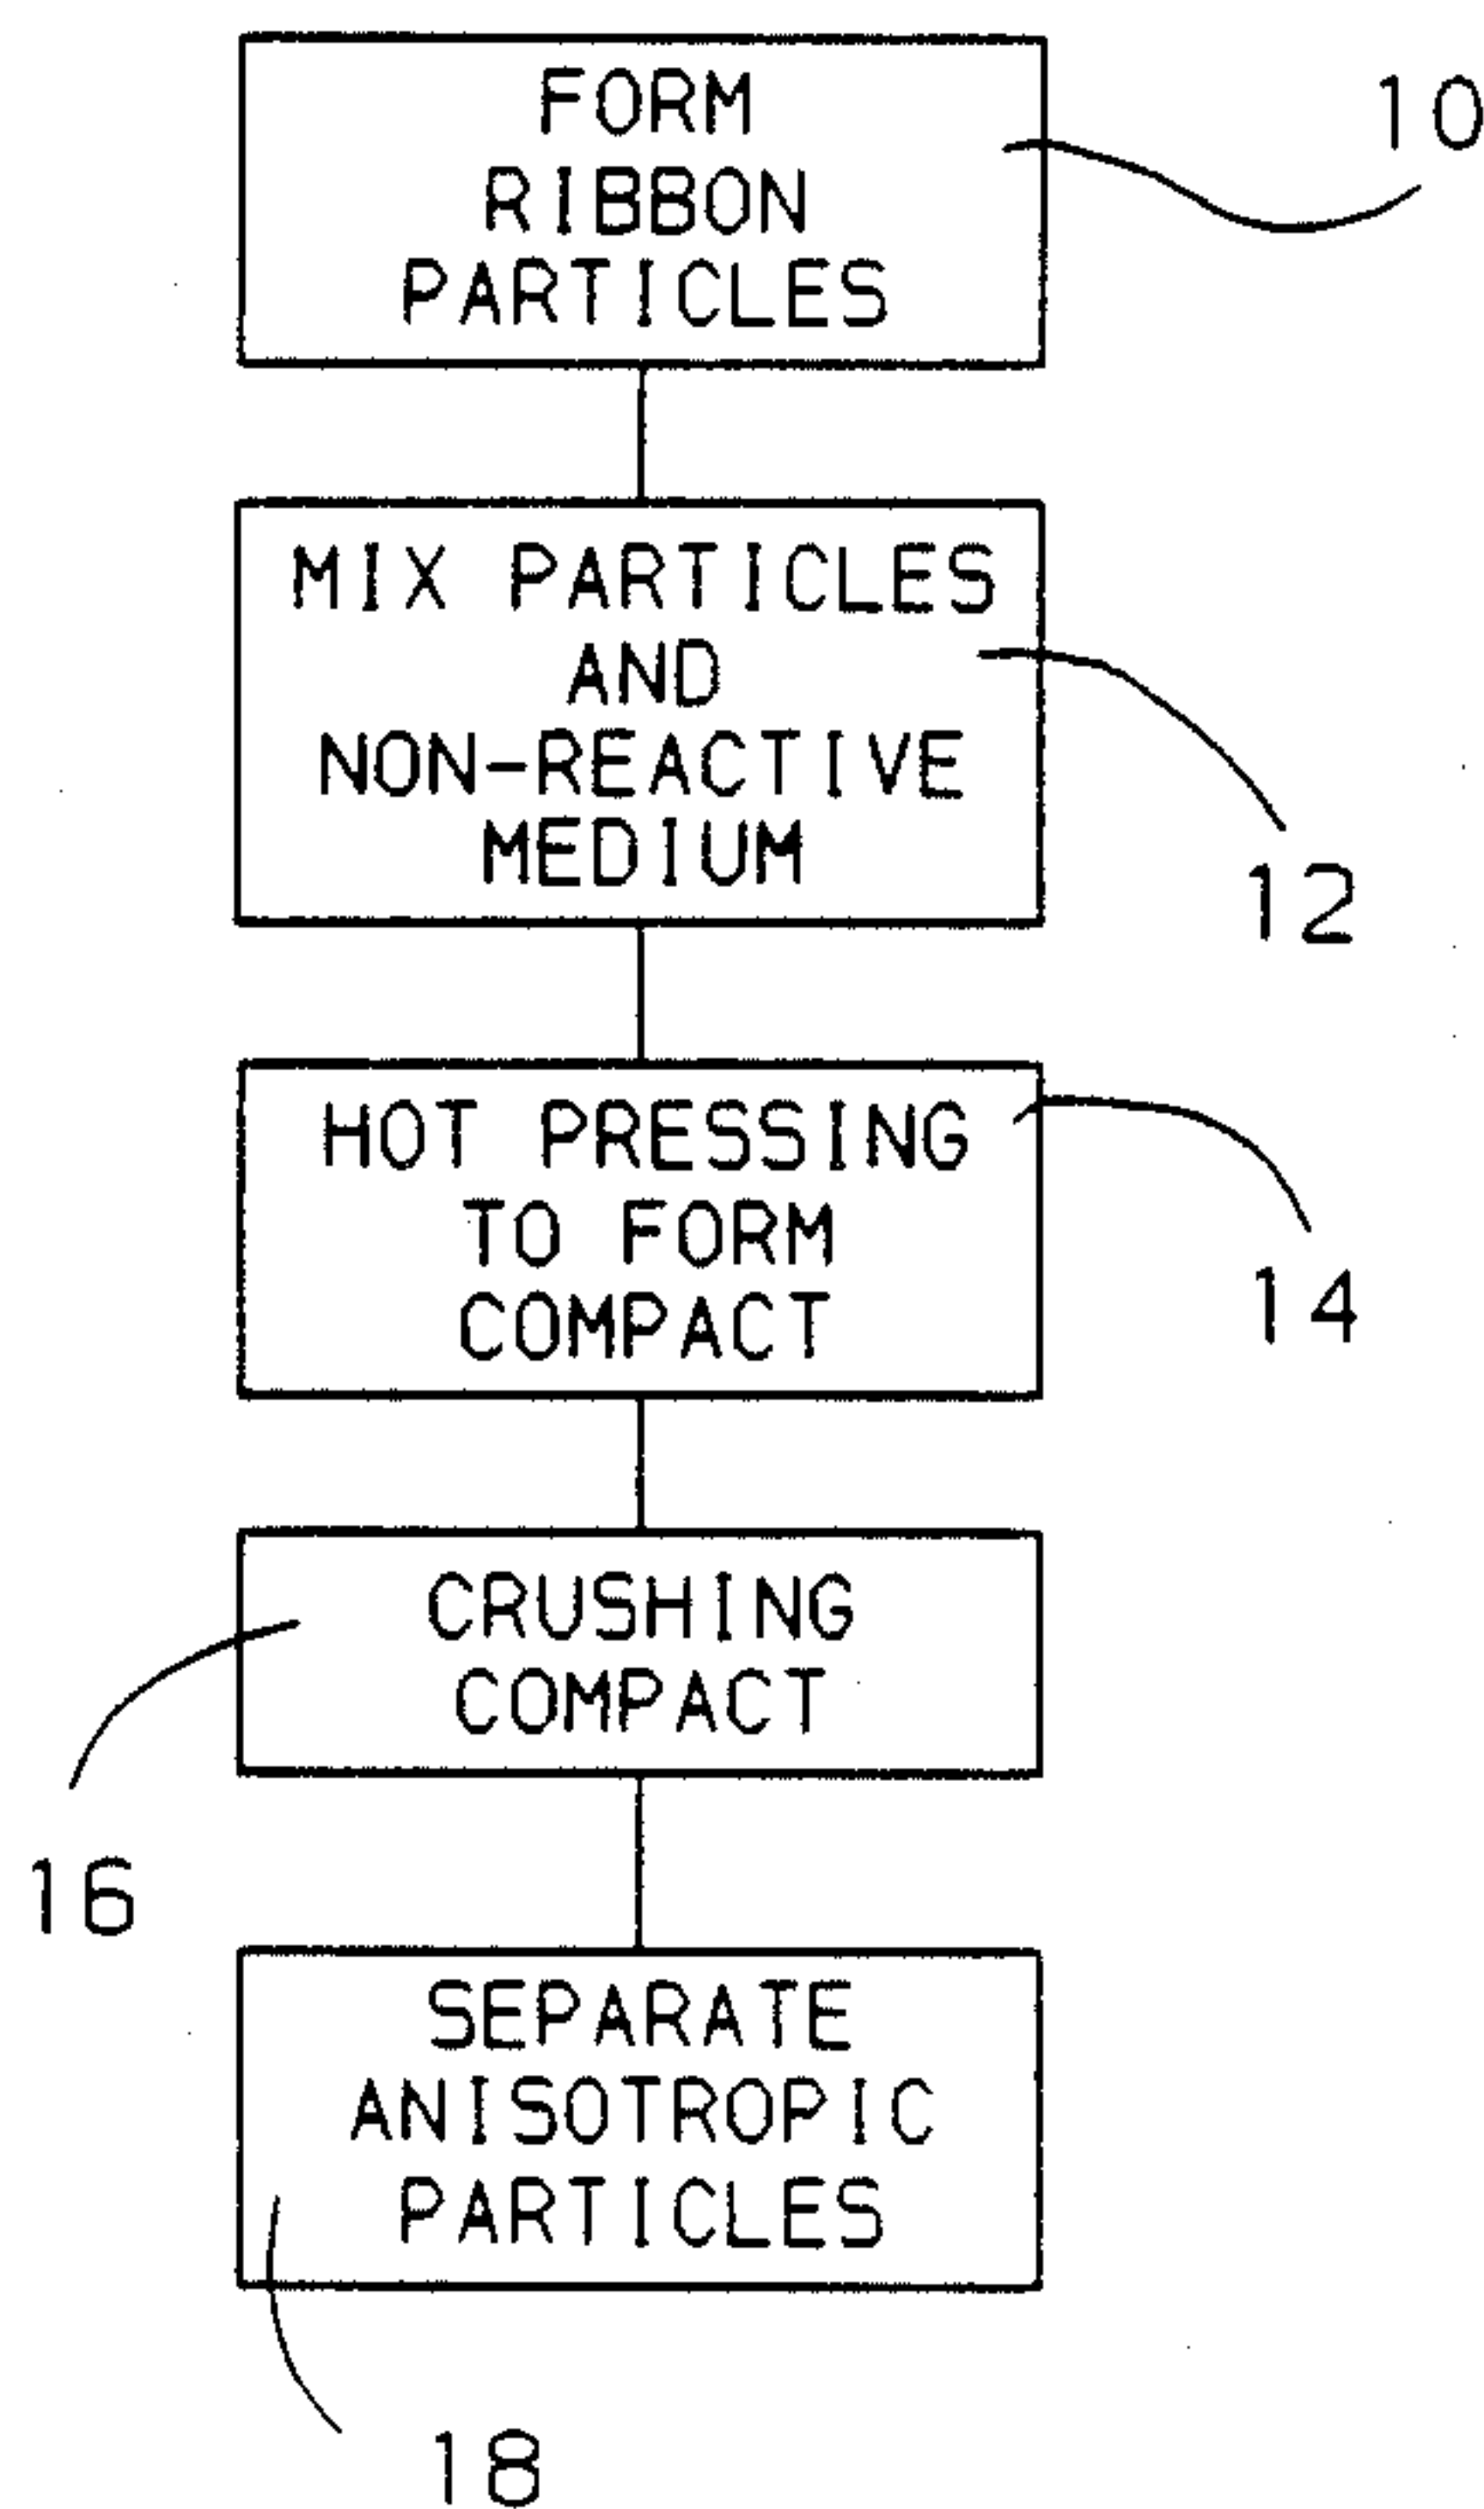 FORM
RIBBON
PARTICLES
10
MIX PARTICLES
AND
NON-REACTIVE
MEDIUM
12
HOT PRESSING
TO FORM
COMPACT
14
CRUSHING
COMPACT
16
SEPARATE
ANISOTROPIC
PARTICLES
18